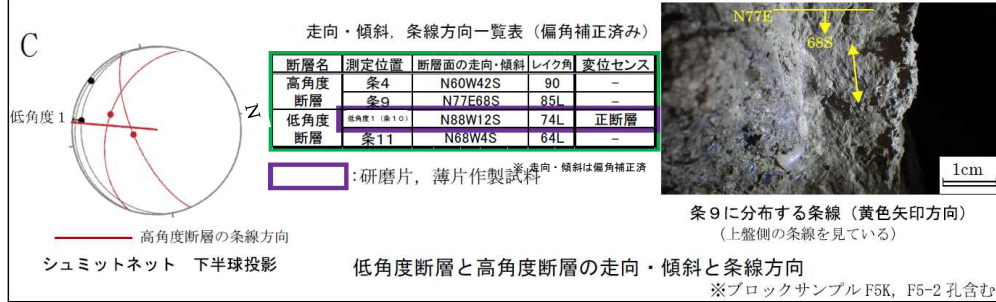 C
低角度 1
N
高角度断層の条線方向
シュミットネット 下半球投影
走向・傾斜，条線方向一覧表（偏角補正済み）
断層名 測定位置 断層面の走向・傾斜 レイク角 変位センス
高角度 条4 N60W42S 90 −
断層 条9 N77E68S 85L −
低角度 低角度1（条10） N88W12S 74L 正断層
断層 条11 N68W4S 64L −
※走向・傾斜は偏角補正済
:研磨片，薄片作製試料
N77E
68S
1cm
条９に分布する条線（黄色矢印方向）
（上盤側の条線を見ている）
低角度断層と高角度断層の走向・傾斜と条線方向
※ブロックサンプル F5K，F5-2 孔含む